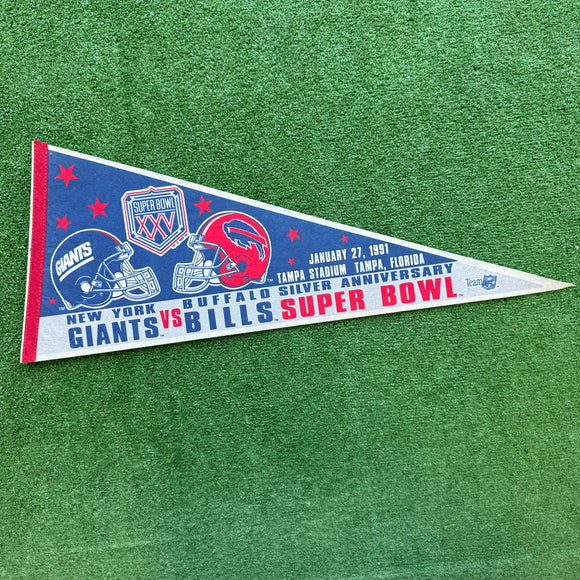 SUPER BOWL
XXV
GIANTS
JANUARY 27, 1991
TAMPA STADIUM TAMPA, FLORIDA
NEW YORK BUFFALO SILVER ANNIVERSARY
GIANTS VS BILLS SUPER BOWL
Team NFL